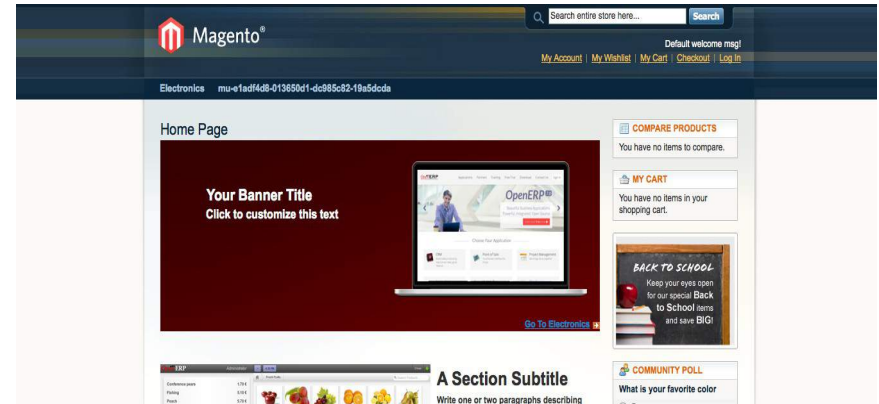 Magento®
Search entire store here...
Search
Default welcome msg!
My Account | My Wishlist | My Cart | Checkout | Log In
Electronics mu-e1adf4d8-013650d1-dc985c82-19a5dcda
Home Page
Your Banner Title
Click to customize this text
OpenERP
Go To Electronics
COMPARE PRODUCTS
You have no items to compare.
MY CART
You have no items in your
shopping cart.
BACK TO SCHOOL
Keep your eyes open
for our special Back
to School items
and save BIG!
COMMUNITY POLL
What is your favorite color
A Section Subtitle
Write one or two paragraphs describing